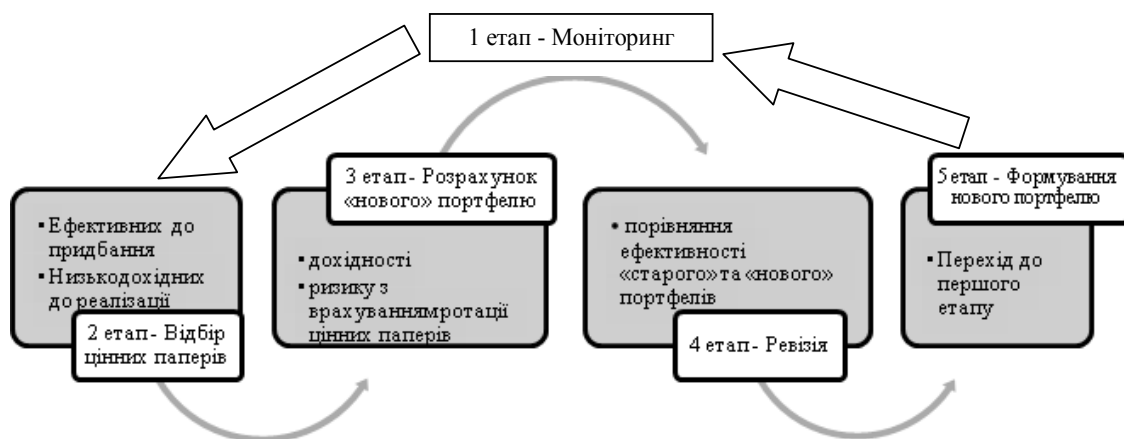 1 етап - Моніторинг
▪Ефективних до
придбання
▪Низькодохідних
до реалізації
2 етап- Відбір
цінних паперів
3 етап- Розрахунок
«нового» портфелю
▪дохідності
▪ризику з
врахуваннямротації
цінних паперів
▪порівняння
ефективності
«старого»та «нового»
портфелів
4 етап- Ревізія
5 етап - Формування
нового портфелю
▪Перехід до
першого
етапу